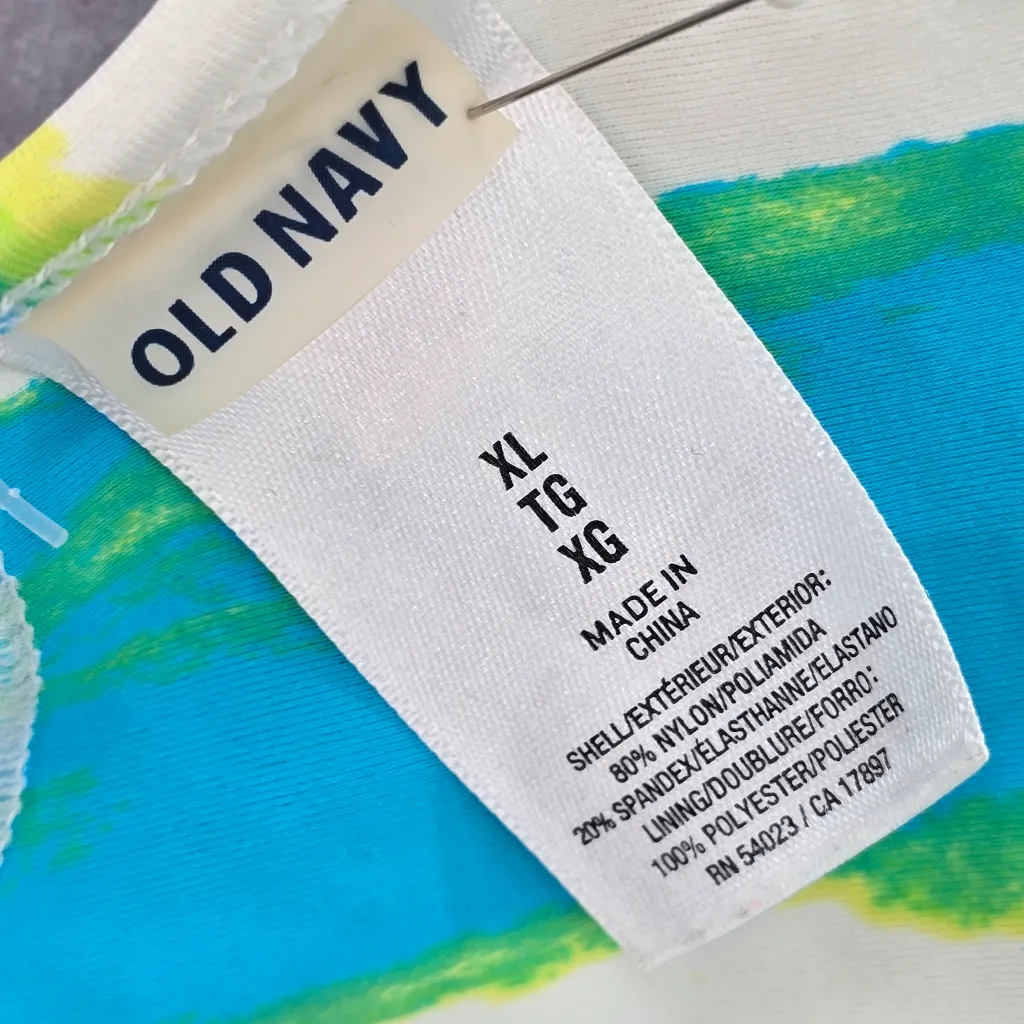 OLD NAVY
XL
TG
XG
MADE IN
CHINA
SHELL/EXTÉRIEUR/EXTERIOR:
80% NYLON/POLIAMIDA
20% SPANDEX/ÉLASTHANNE/ELASTANO
LINING/DOUBLURE/FORRO:
100% POLYESTER/POLIESTER
RN 54023 / CA 17897